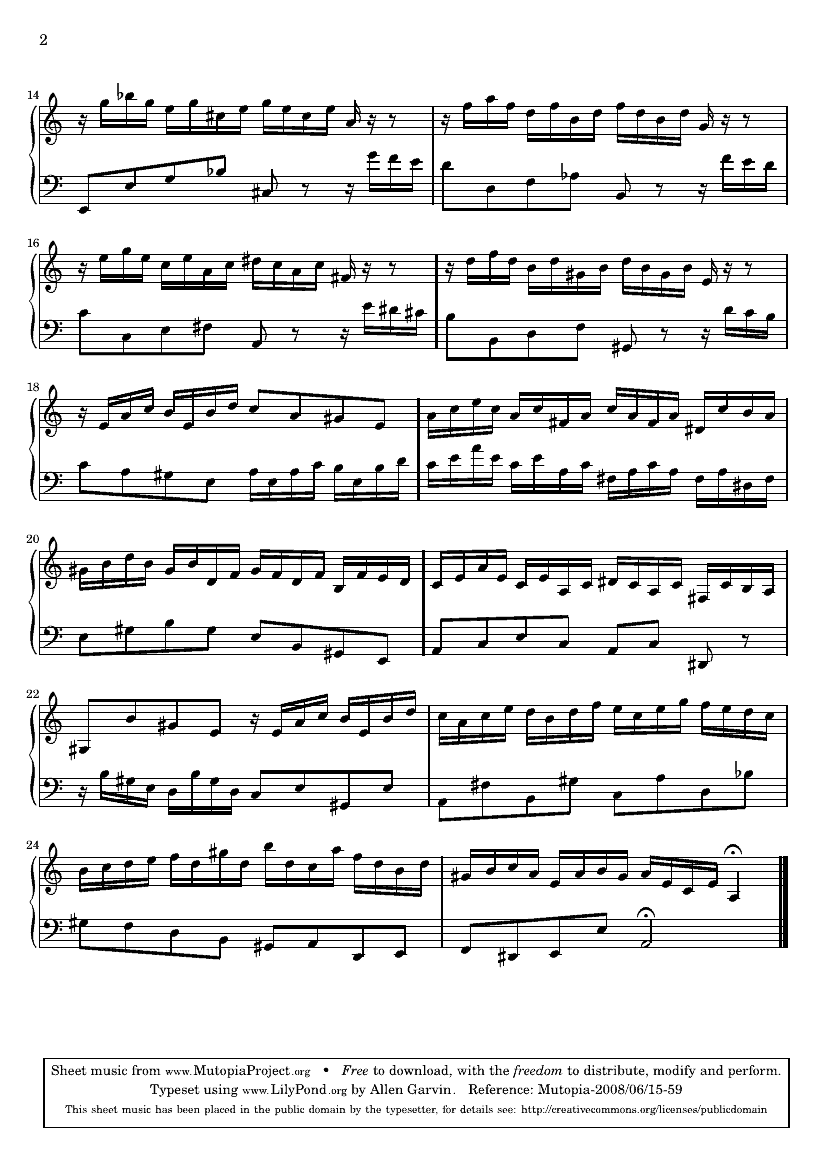 2
14
16
18
20
22
24
Sheet music from www.MutopiaProject.org • Free to download, with the freedom to distribute, modify and perform.
Typeset using www.LilyPond.org by Allen Garvin. Reference: Mutopia-2008/06/15-59
This sheet music has been placed in the public domain by the typesetter, for details see: http://creativecommons.org/licenses/publicdomain